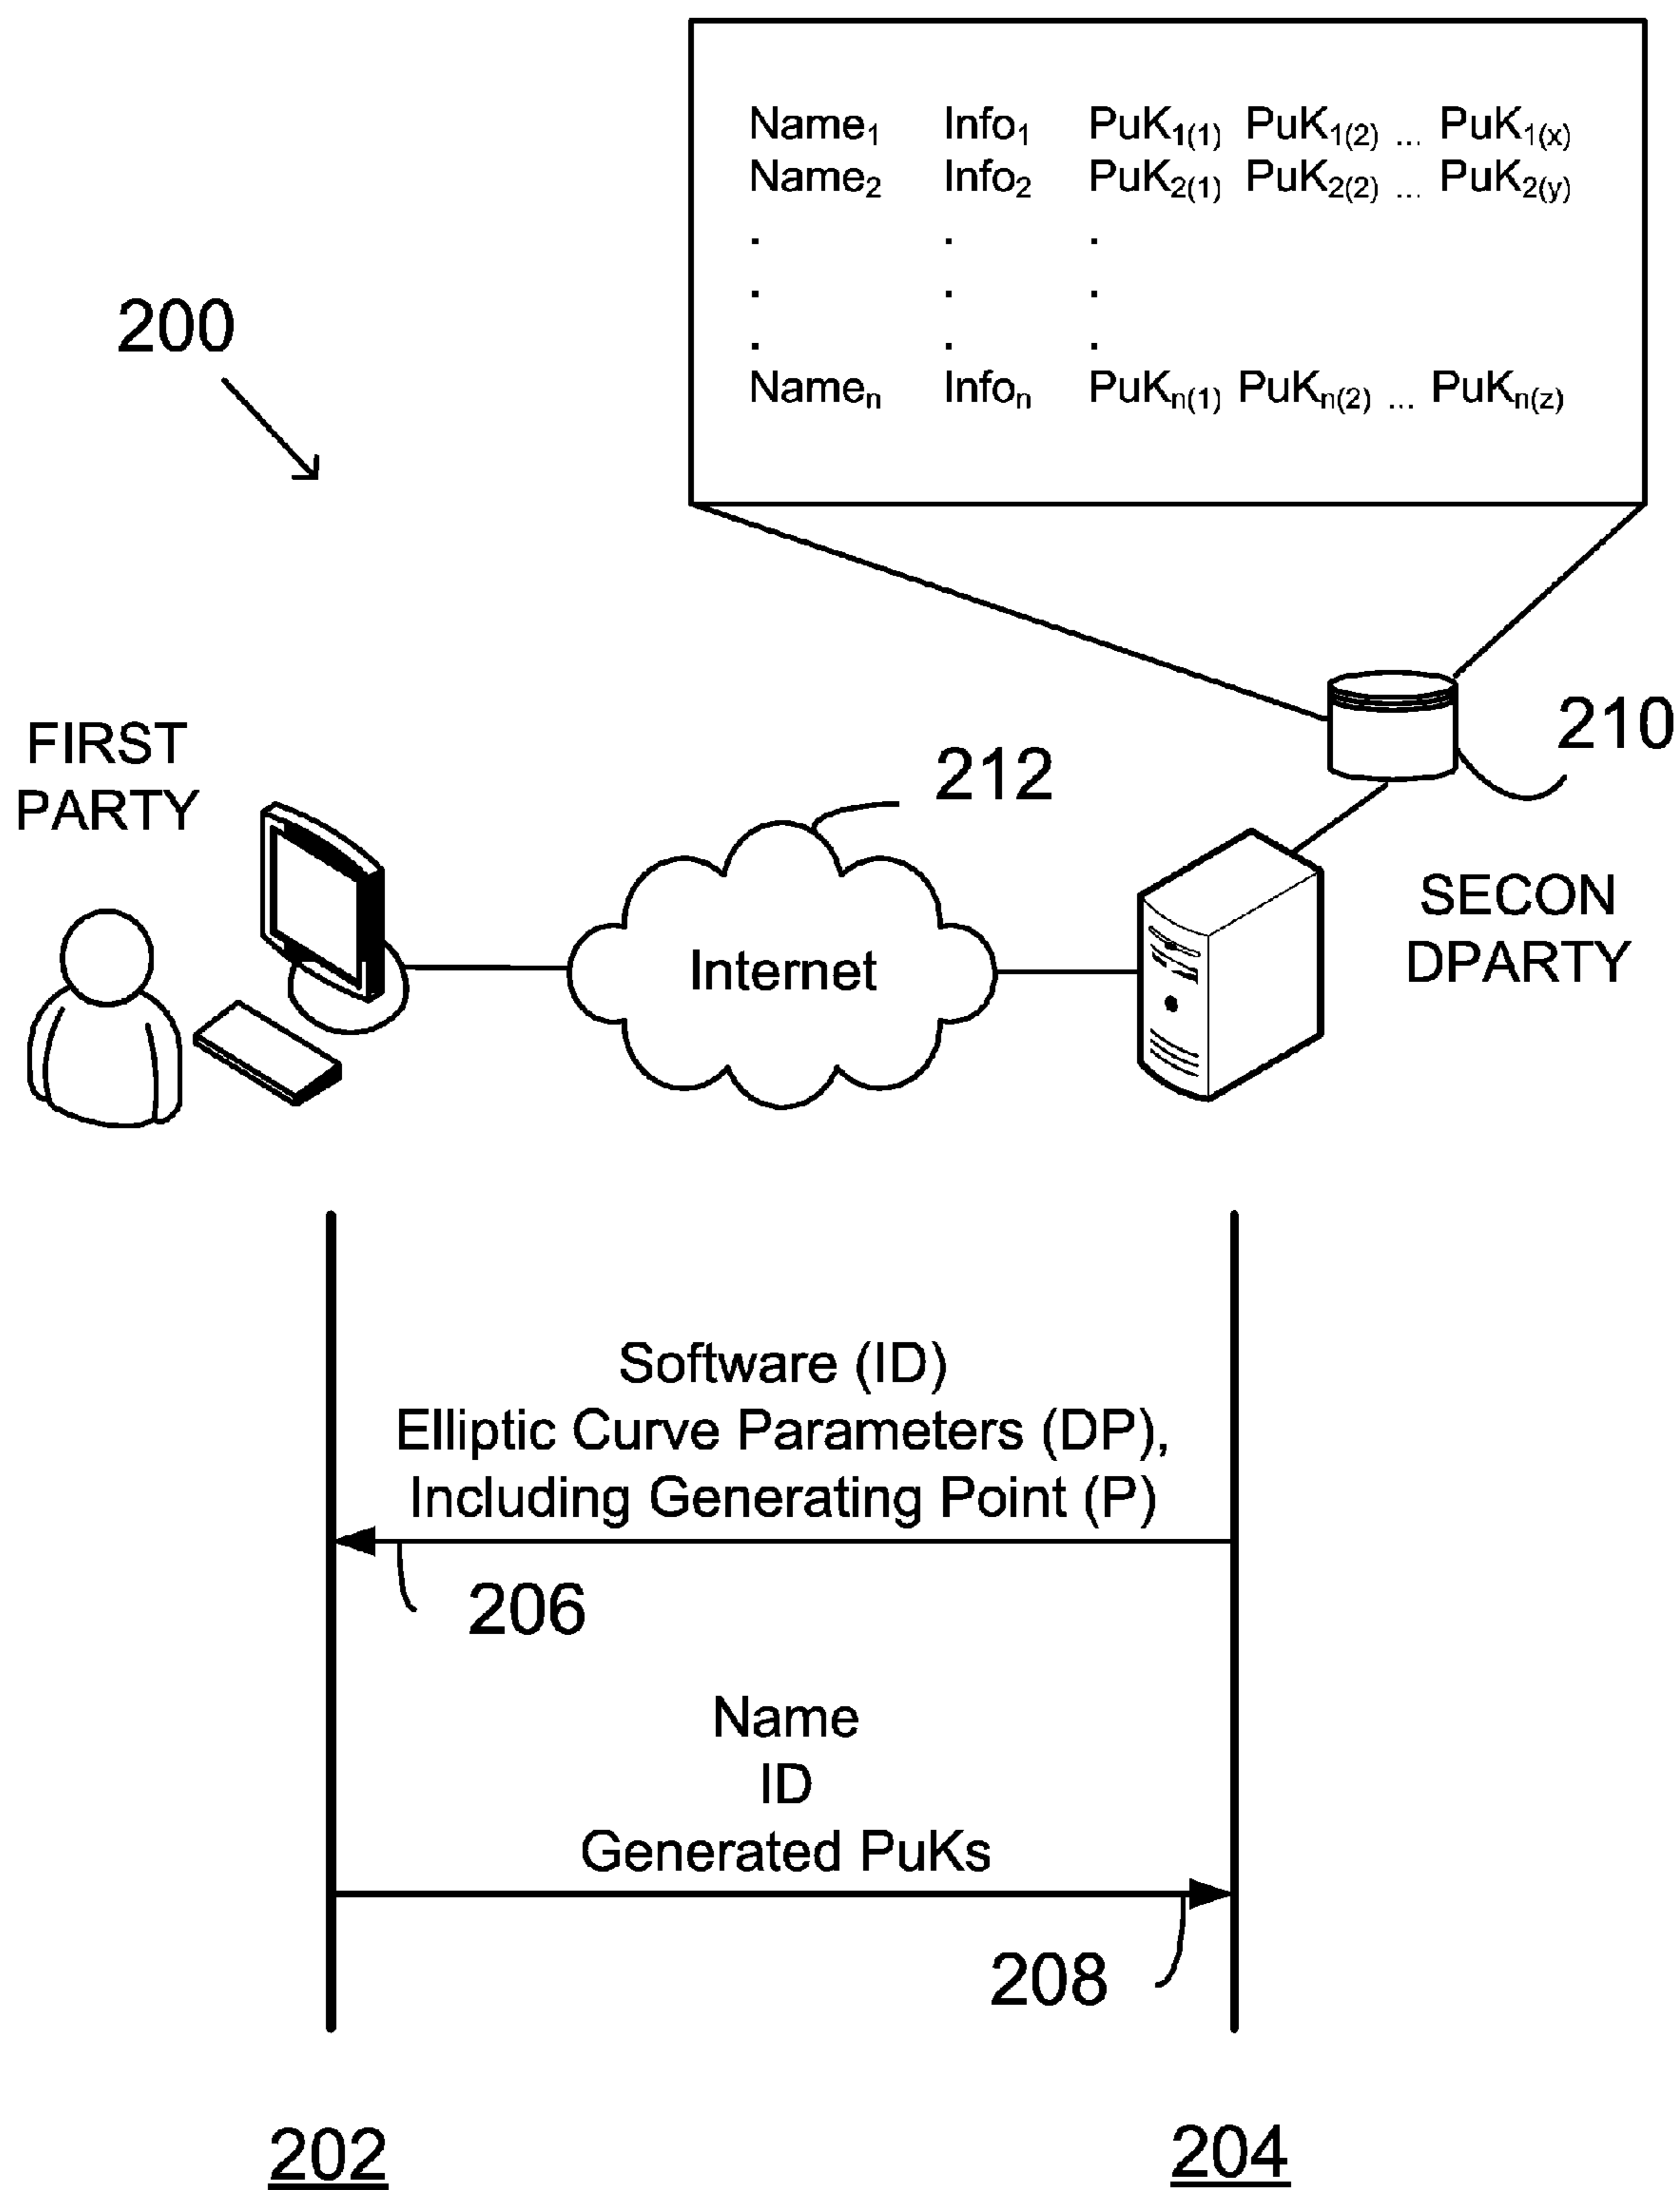 Name1 Info1 PuK1(1) PuK1(2) ... PuK1(x)
Name2 Info2 PuK2(1) PuK2(2) ... PuK2(y)
. . .
. . .
. . .
Namen Infon PuKn(1) PuKn(2) ... PuKn(z)
200
210
212
FIRST
PARTY
SECON
DPARTY
Internet
Software (ID)
Elliptic Curve Parameters (DP),
Including Generating Point (P)
206
Name
ID
Generated PuKs
208
202
204